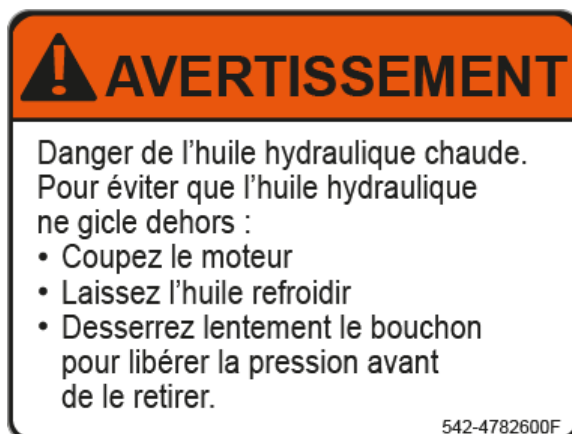 AVERTISSEMENT
Danger de l’huile hydraulique chaude.
Pour éviter que l’huile hydraulique
ne gicle dehors :
• Coupez le moteur
• Laissez l’huile refroidir
• Desserrez lentement le bouchon
pour libérer la pression avant
de le retirer.
542-4782600F